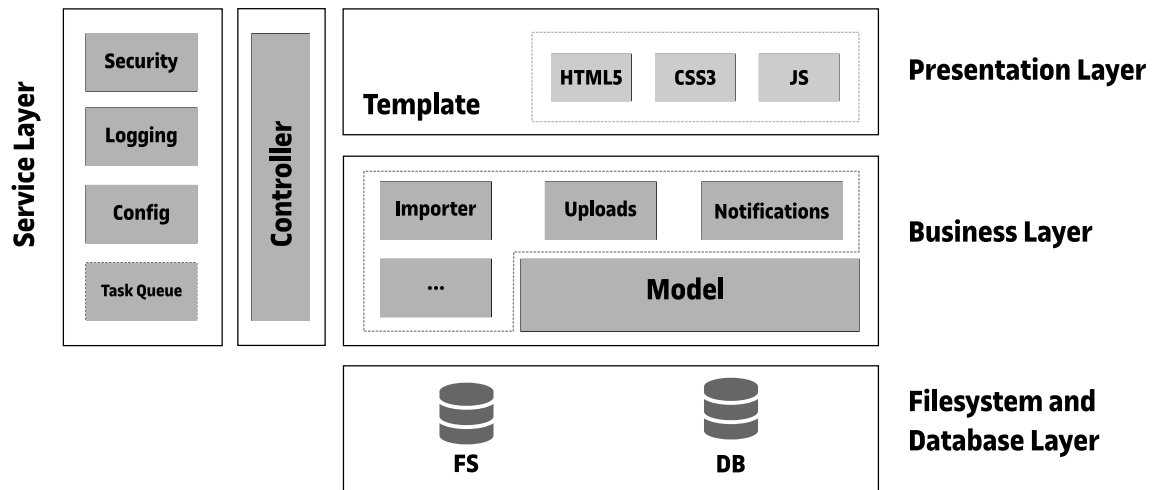 Service Layer
Security
Logging
Config
Task Queue
Controller
Template
HTML5
CSS3
JS
Presentation Layer
Importer
Uploads
Notifications
...
Model
Business Layer
FS
DB
Filesystem and
Database Layer